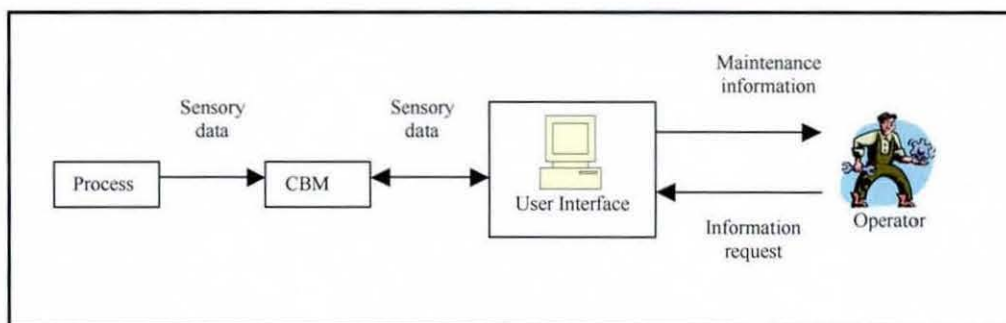 Maintenance
information
Sensory
data
Sensory
data
Process
CBM
User Interface
Operator
Information
request